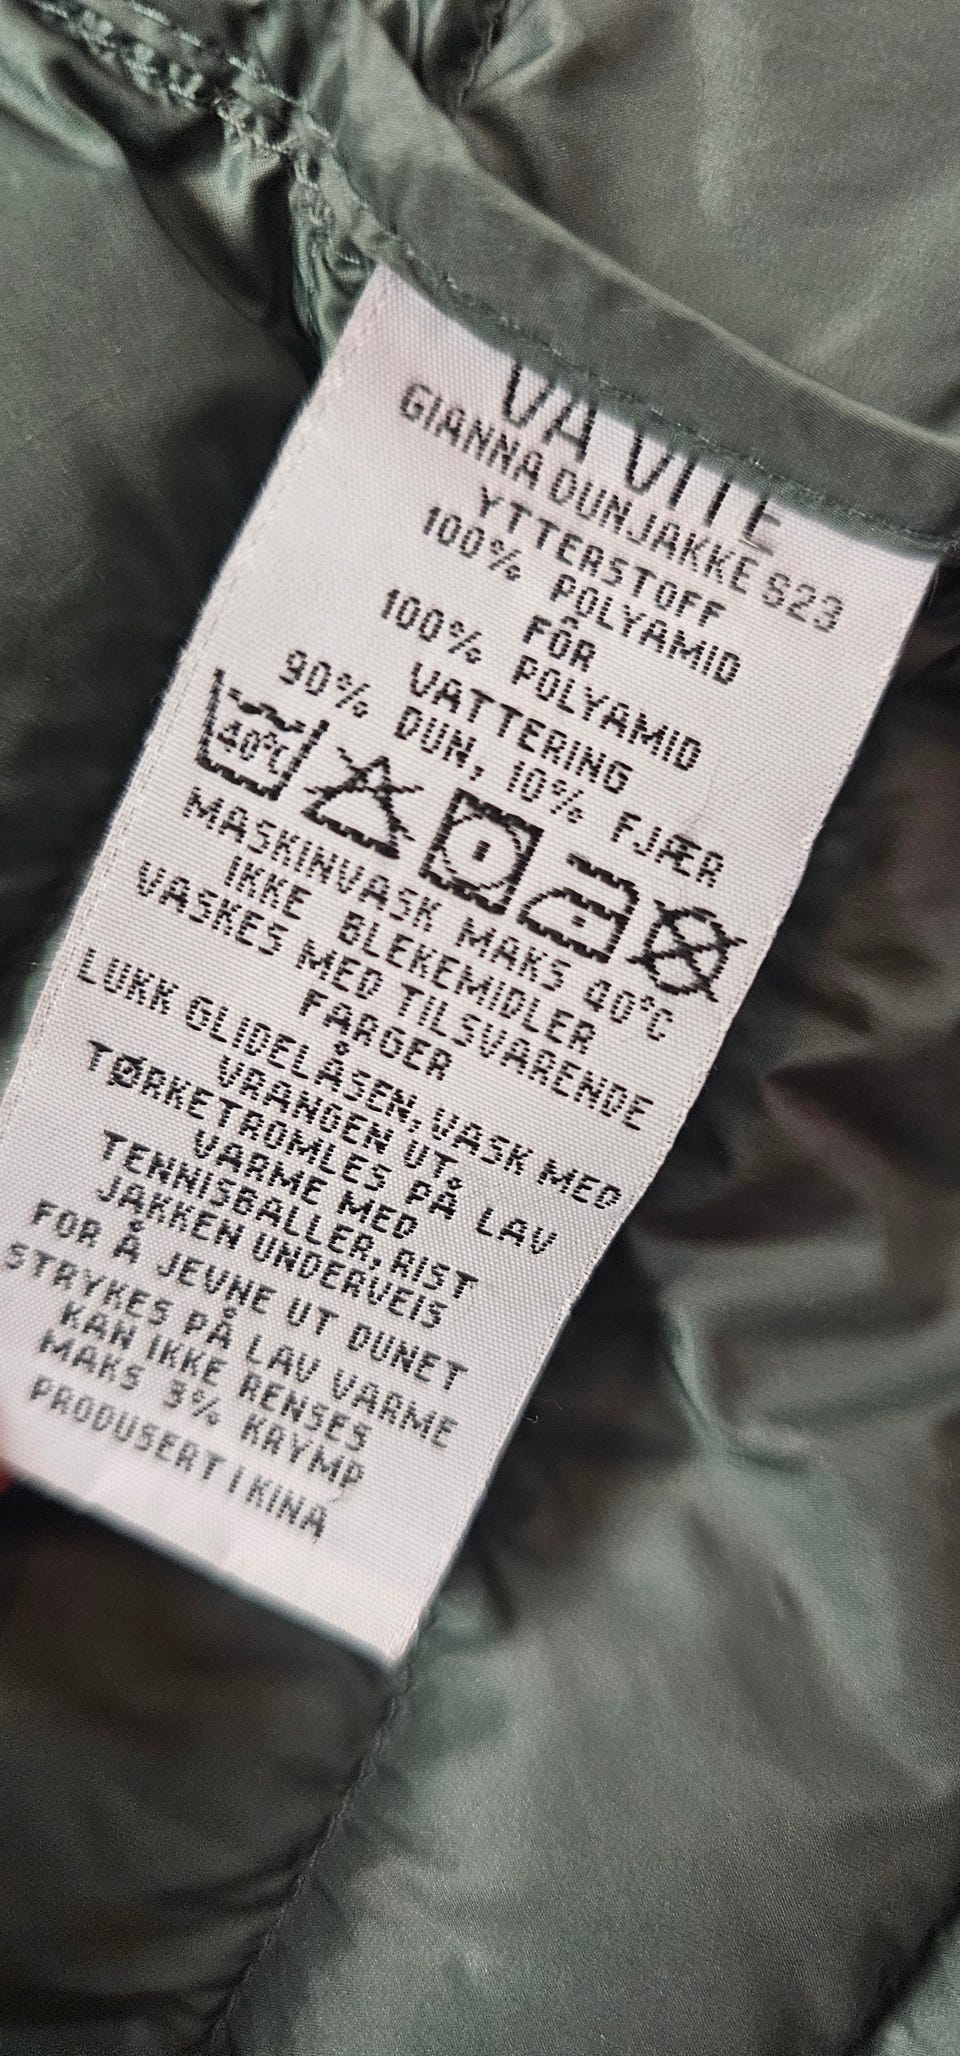 VA VITE
GIANNA DUNJAKKE S23
YTTERSTOFF
100% POLYAMID
FÔR
100% POLYAMID
VATTERING
90% DUN, 10% FJÆR
40°C
MASKINVASK MAKS 40°C
IKKE BLEKEMIDLER
VASKES MED TILSVARENDE
FARGER
LUKK GLIDELÅSEN, VASK MED
VRANGEN UT.
TØRKETROMLES PÅ LAV
VARME MED
TENNISBALLER, RIST
JAKKEN UNDERVEIS
FOR Å JEVNE UT DUNET
STRYKES PÅ LAV VARME
KAN IKKE RENSES
MAKS 3% KRYMP
PRODUSERT I KINA